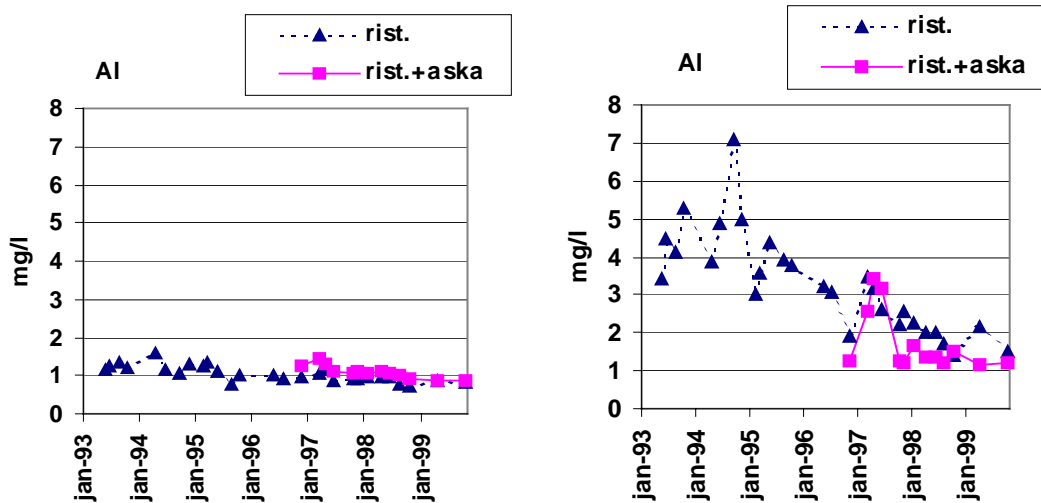 rist.
rist.+aska
Al
mg/l
8
7
6
5
4
3
2
1
0
jan-93
jan-94
jan-95
jan-96
jan-97
jan-98
jan-99
rist.
rist.+aska
Al
mg/l
8
7
6
5
4
3
2
1
0
jan-93
jan-94
jan-95
jan-96
jan-97
jan-98
jan-99